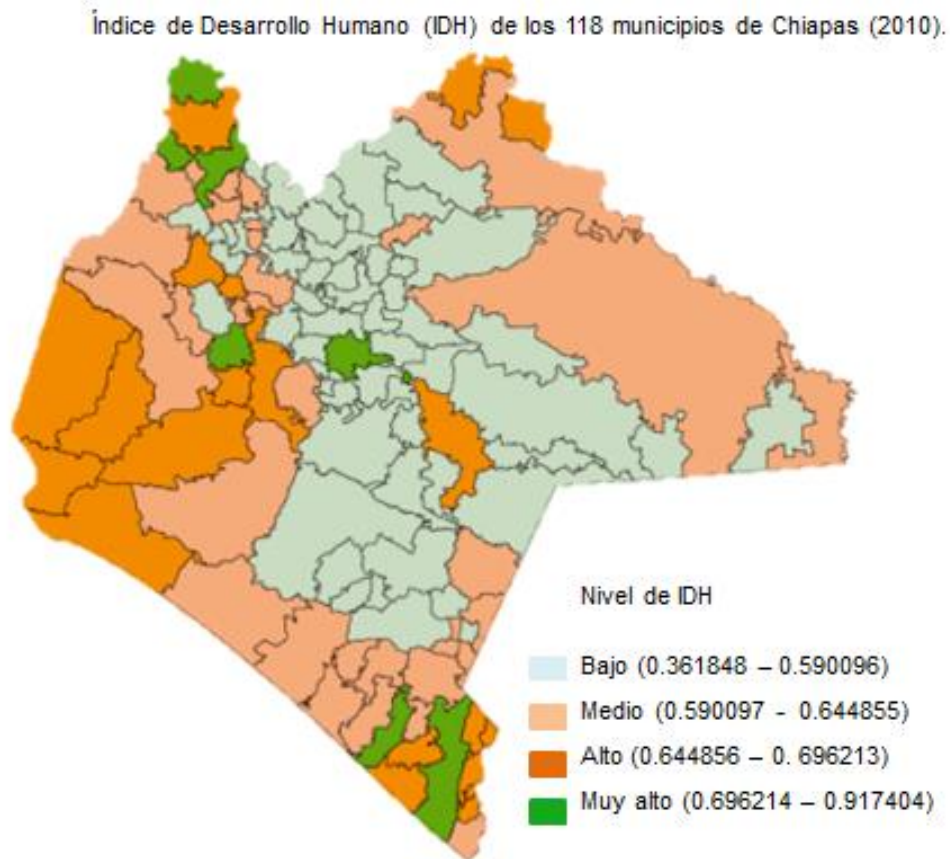 Índice de Desarrollo Humano (IDH) de los 118 municipios de Chiapas (2010).
Nivel de IDH
Bajo (0.361848 – 0.590096)
Medio (0.590097 - 0.644855)
Alto (0.644856 – 0. 696213)
Muy alto (0.696214 – 0.917404)